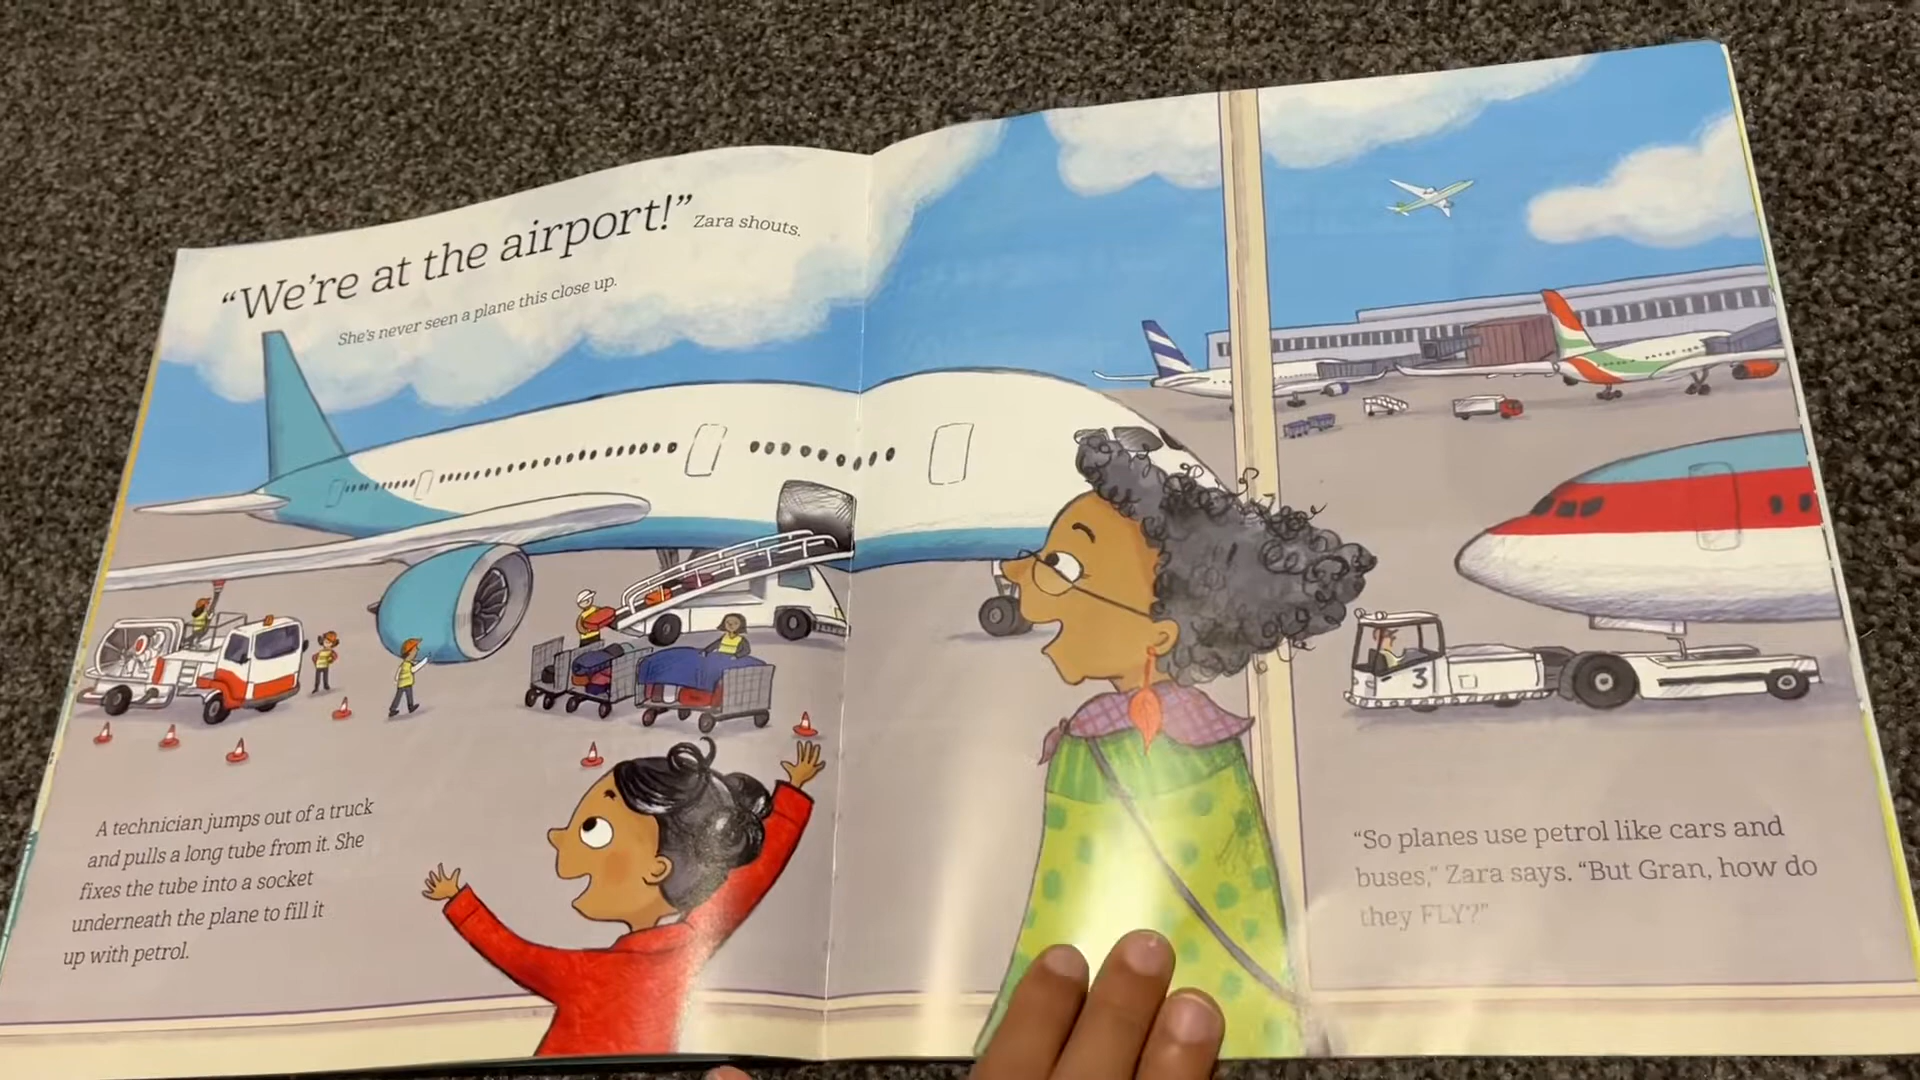 “We’re at the airport!” Zara shouts.
She’s never seen a plane this close up.
A technician jumps out of a truck
and pulls a long tube from it. She
fixes the tube into a socket
underneath the plane to fill it
up with petrol.
3
“So planes use petrol like cars and
buses,” Zara says. “But Gran, how do
they FLY?”